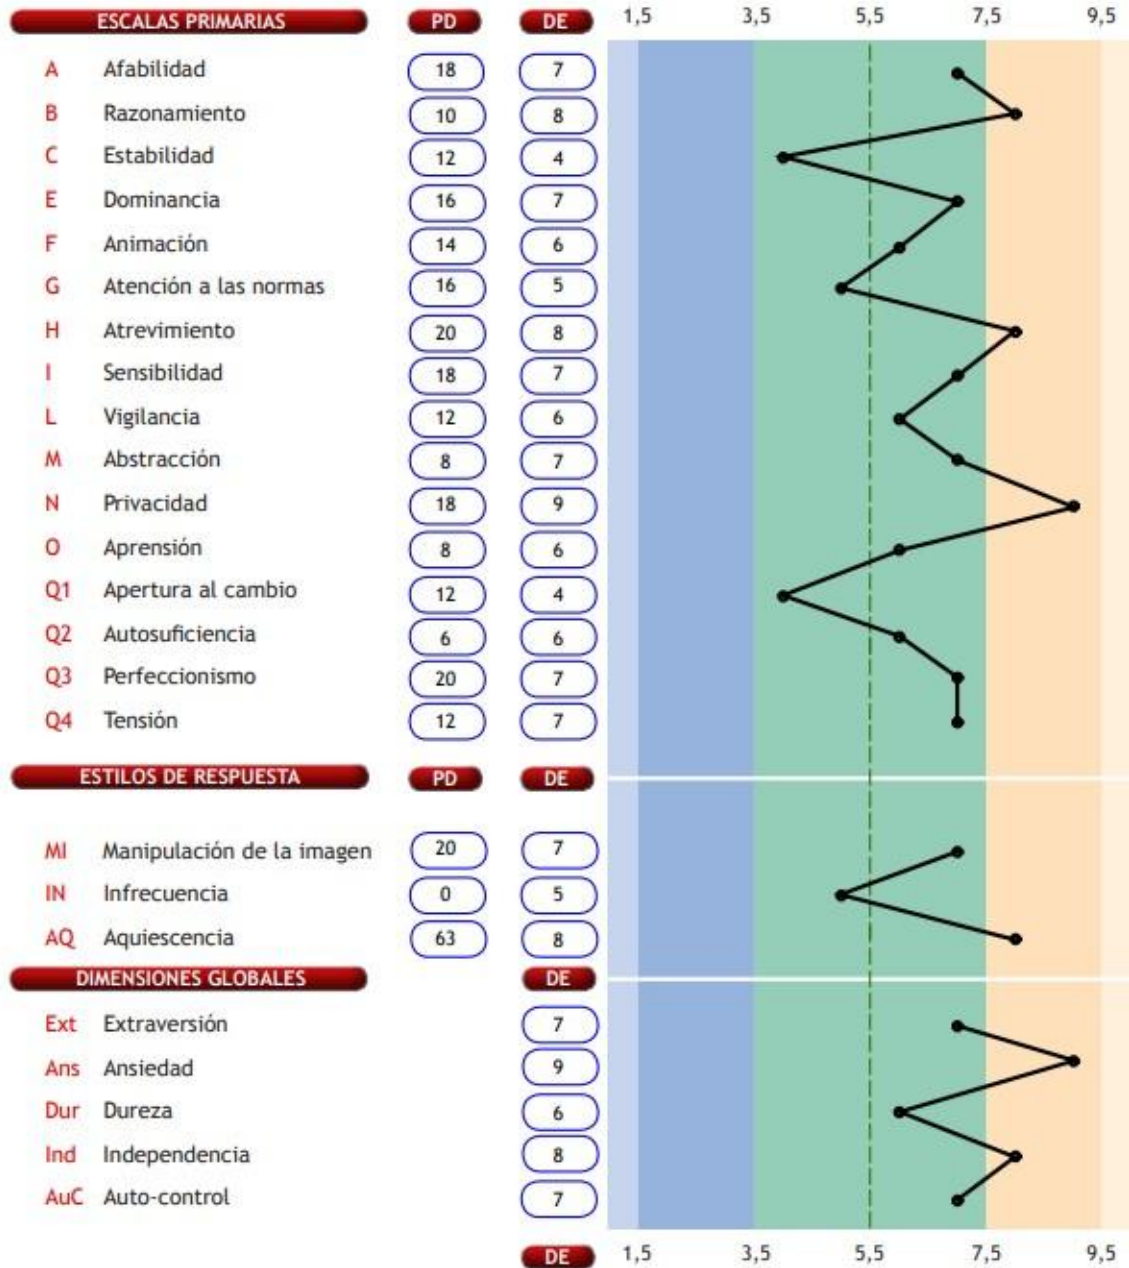 ESCALAS PRIMARIAS PD DE 1,5 3,5 5,5 7,5 9,5
A Afabilidad 18 7
B Razonamiento 10 8
C Estabilidad 12 4
E Dominancia 16 7
F Animación 14 6
G Atención a las normas 16 5
H Atrevimiento 20 8
I Sensibilidad 18 7
L Vigilancia 12 6
M Abstracción 8 7
N Privacidad 18 9
O Aprensión 8 6
Q1 Apertura al cambio 12 4
Q2 Autosuficiencia 6 6
Q3 Perfeccionismo 20 7
Q4 Tensión 12 7
ESTILOS DE RESPUESTA PD DE
MI Manipulación de la imagen 20 7
IN Infrecuencia 0 5
AQ Aquiescencia 63 8
DIMENSIONES GLOBALES DE
Ext Extraversión 7
Ans Ansiedad 9
Dur Dureza 6
Ind Independencia 8
AuC Auto-control 7
DE 1,5 3,5 5,5 7,5 9,5